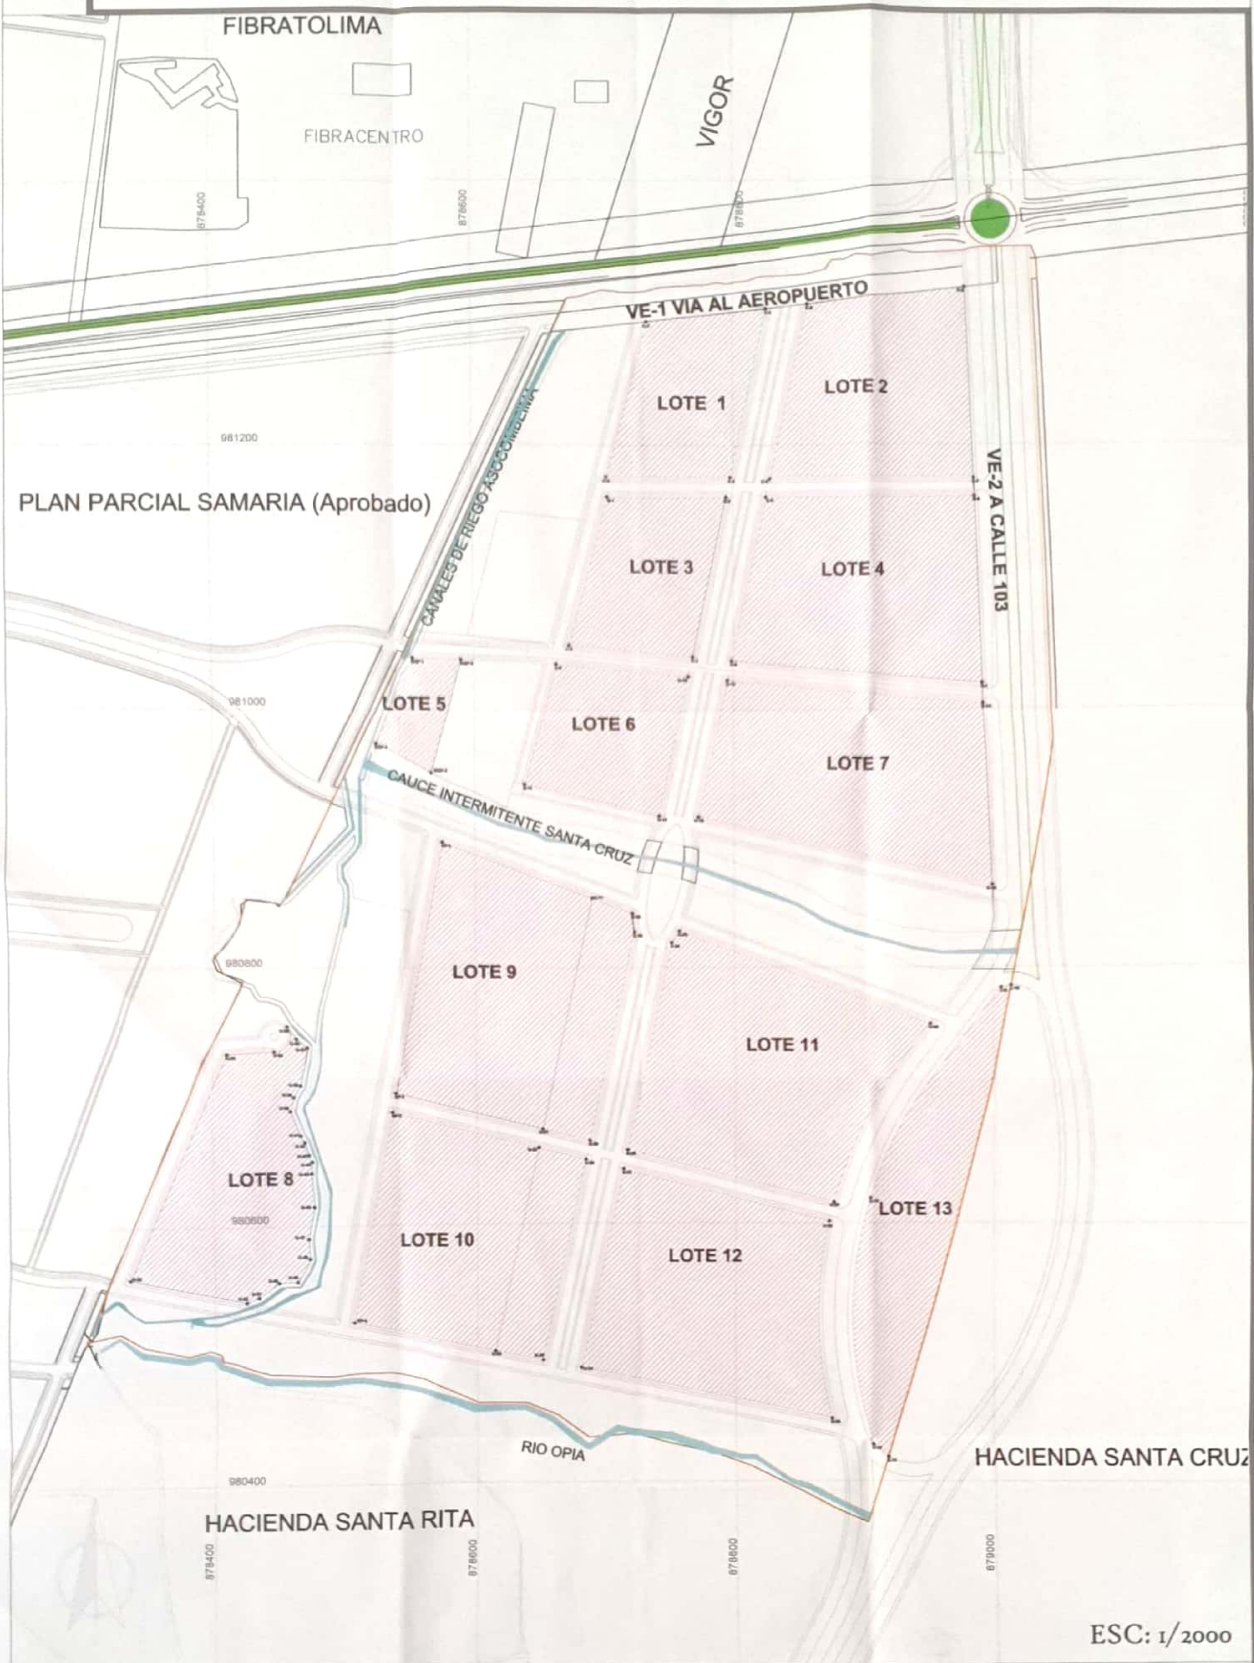 FIBRATOLIMA
FIBRACENTRO
VIGOR
878400
878600
878800
VE-1 VIA AL AEROPUERTO
LOTE 1
LOTE 2
981200
CANALES DE RIEGO ASOCOMBEIMA
VE-2 A CALLE 103
PLAN PARCIAL SAMARIA (Aprobado)
LOTE 3
LOTE 4
981000
LOTE 5
LOTE 6
LOTE 7
CAUCE INTERMITENTE SANTA CRUZ
980800
LOTE 9
LOTE 11
LOTE 8
980600
LOTE 13
LOTE 10
LOTE 12
RIO OPIA
HACIENDA SANTA CRUZ
980400
HACIENDA SANTA RITA
878400
878600
878800
879000
ESC: 1/2000